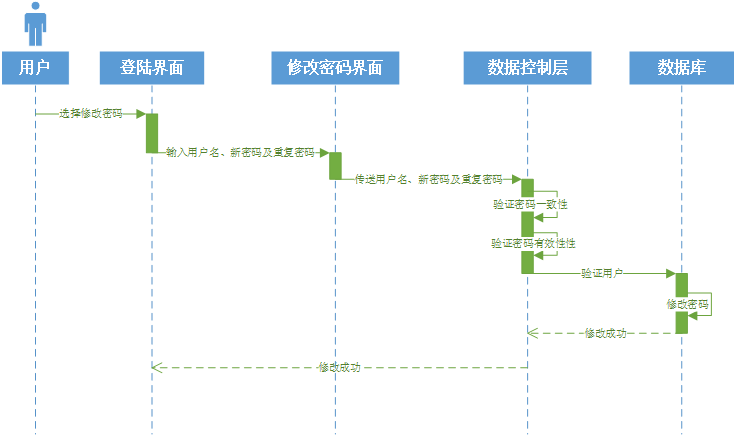 用户
登陆界面
修改密码界面
数据控制层
数据库
选择修改密码
输入用户名、新密码及重复密码
传送用户名、新密码及重复密码
验证密码一致性
验证密码有效性性
验证用户
修改密码
修改成功
修改成功